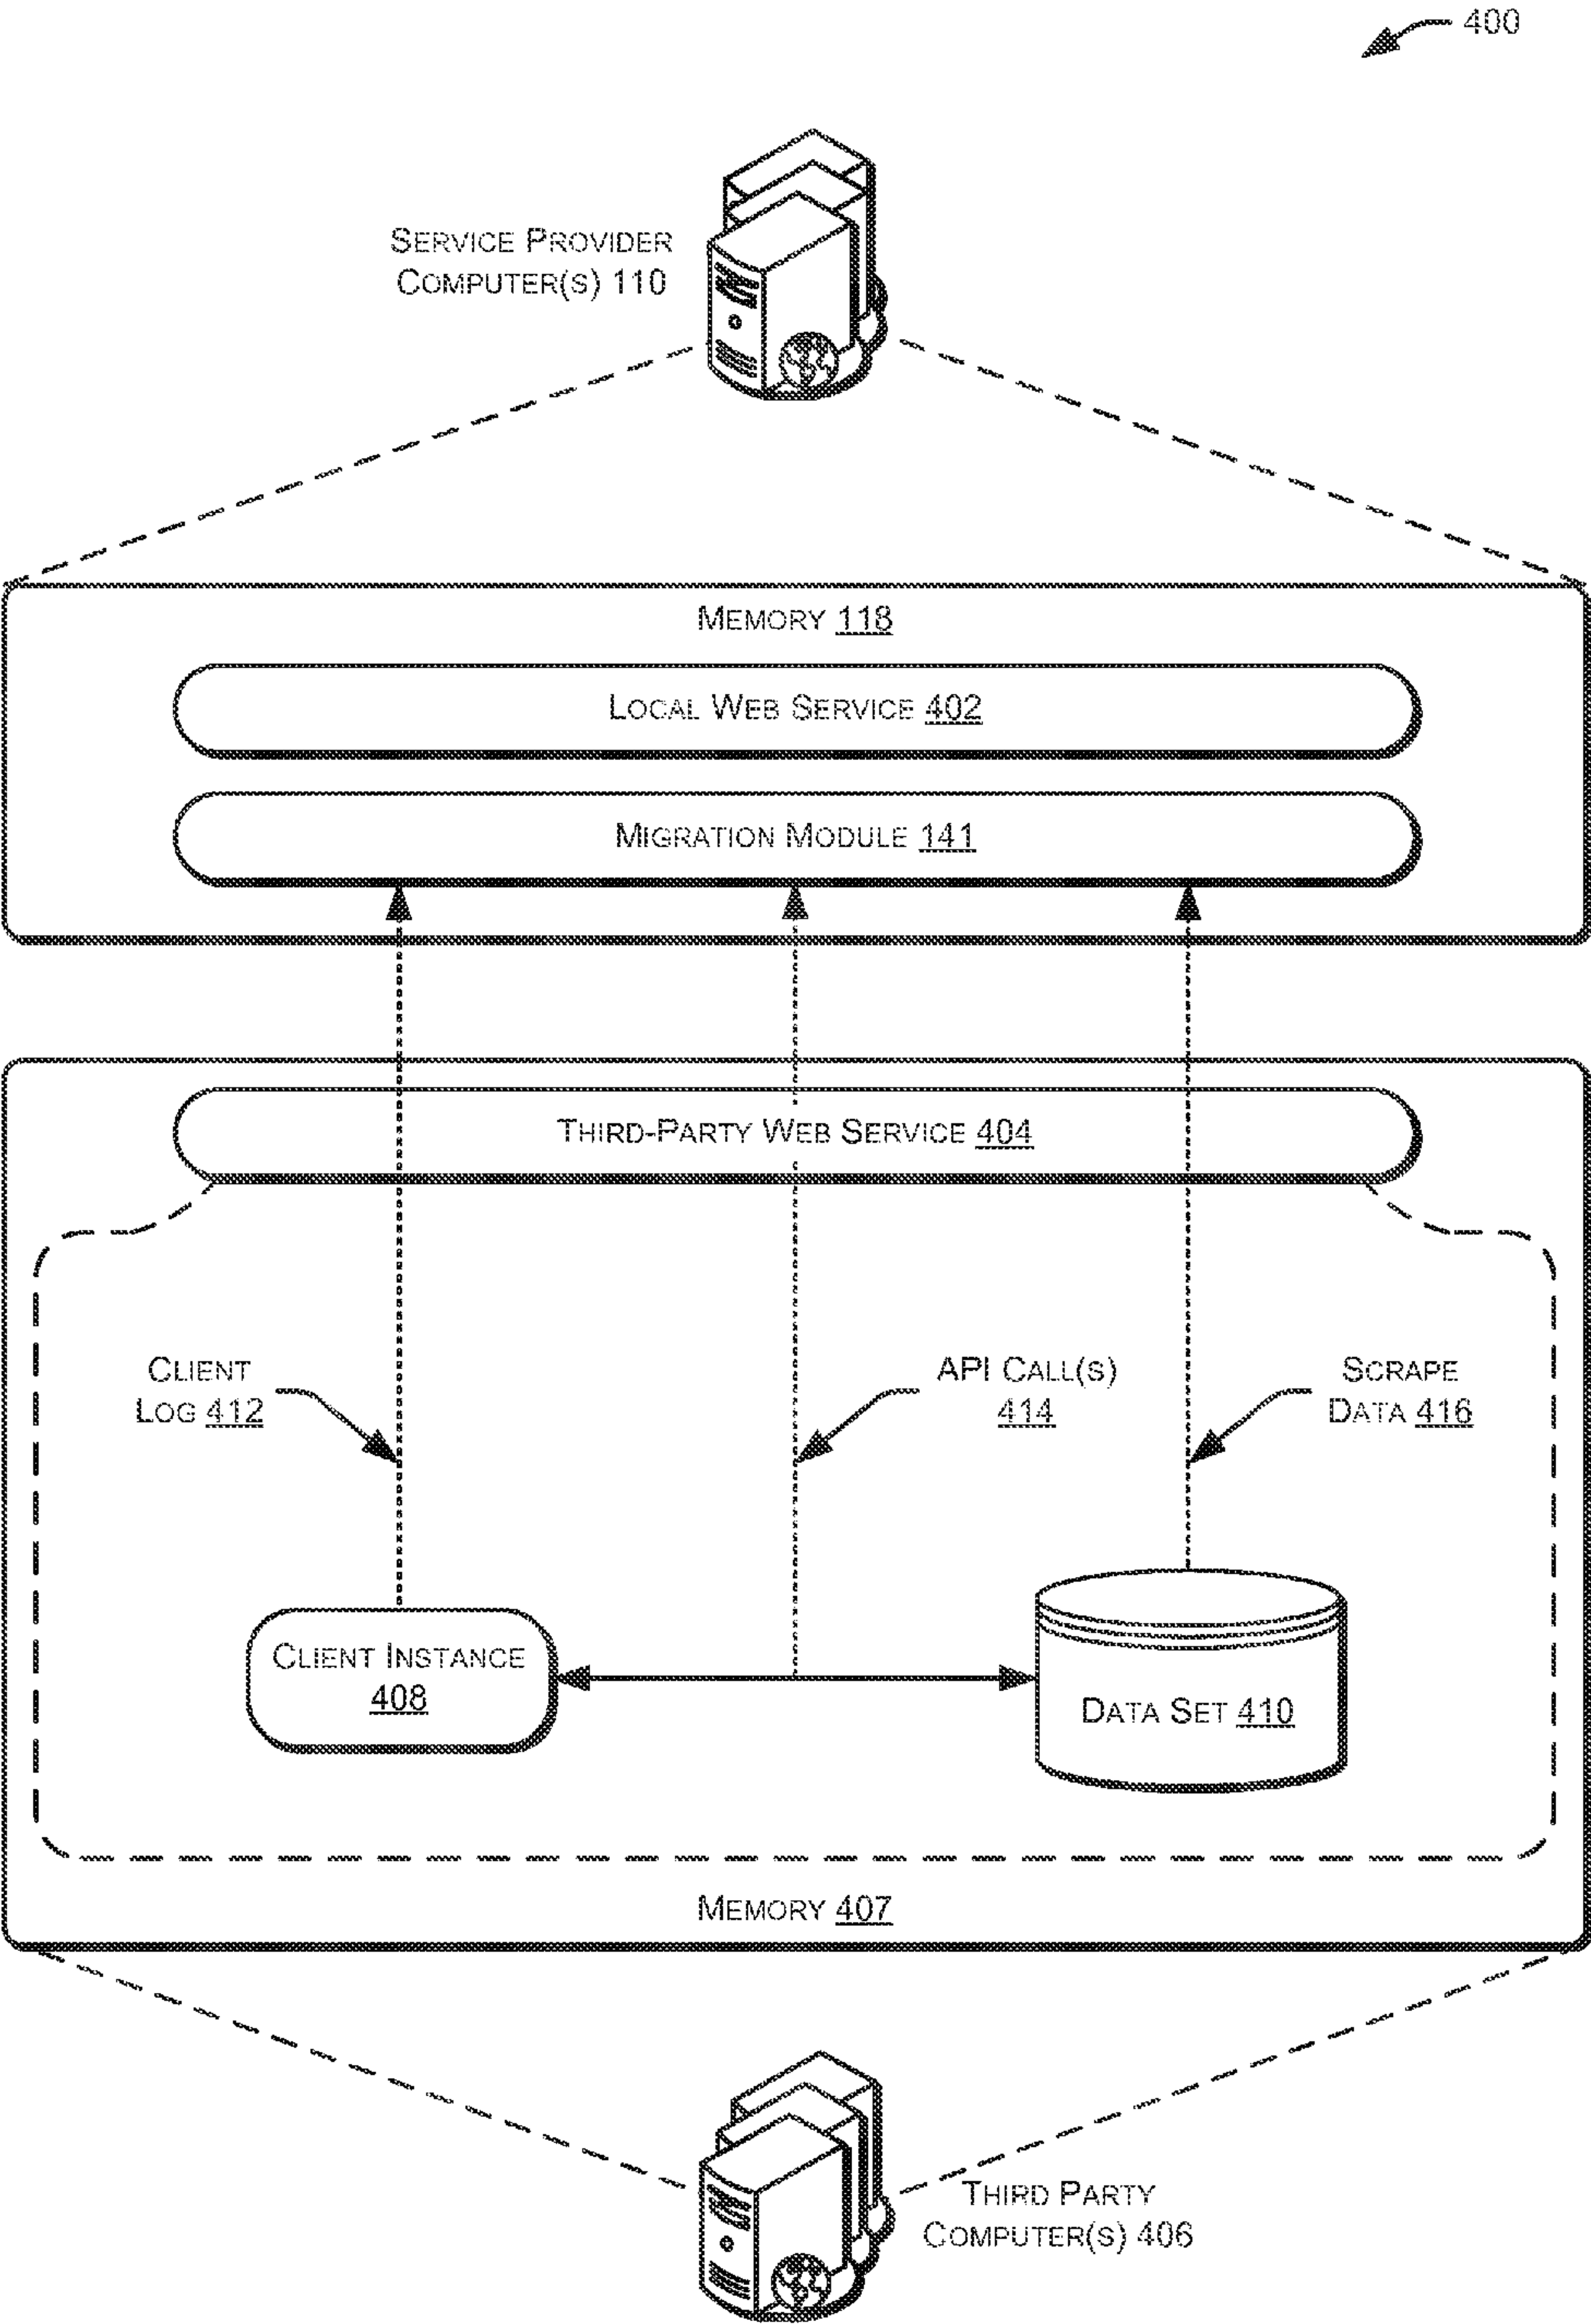 400
SERVICE PROVIDER
COMPUTER(S) 110
MEMORY 118
LOCAL WEB SERVICE 402
MIGRATION MODULE 141
THIRD-PARTY WEB SERVICE 404
CLIENT
LOG 412
API CALL(S)
414
SCRAPE
DATA 416
CLIENT INSTANCE
408
DATA SET 410
MEMORY 407
THIRD PARTY
COMPUTER(S) 406